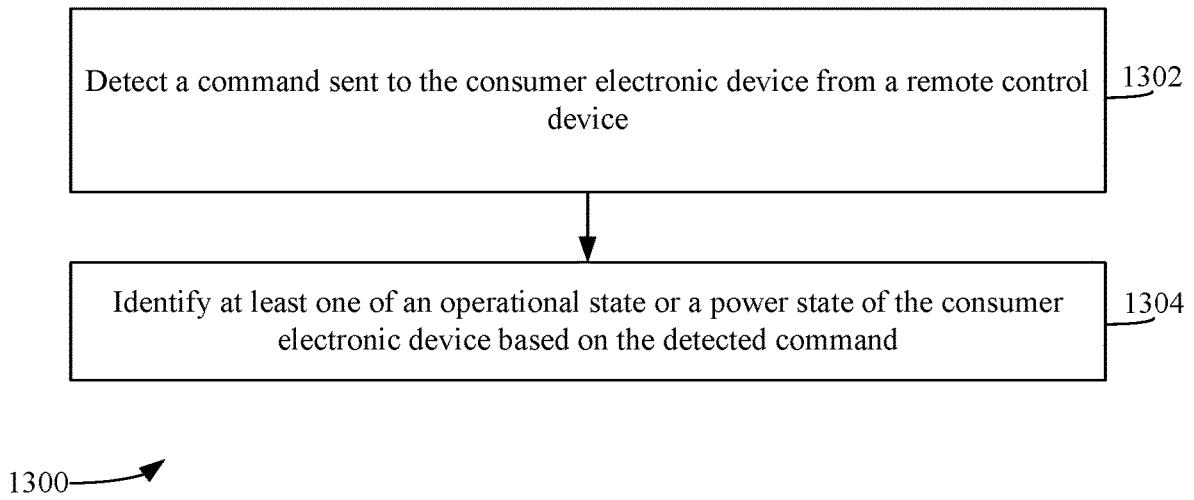 Detect a command sent to the consumer electronic device from a remote control
device
1302
Identify at least one of an operational state or a power state of the consumer
electronic device based on the detected command
1304
1300